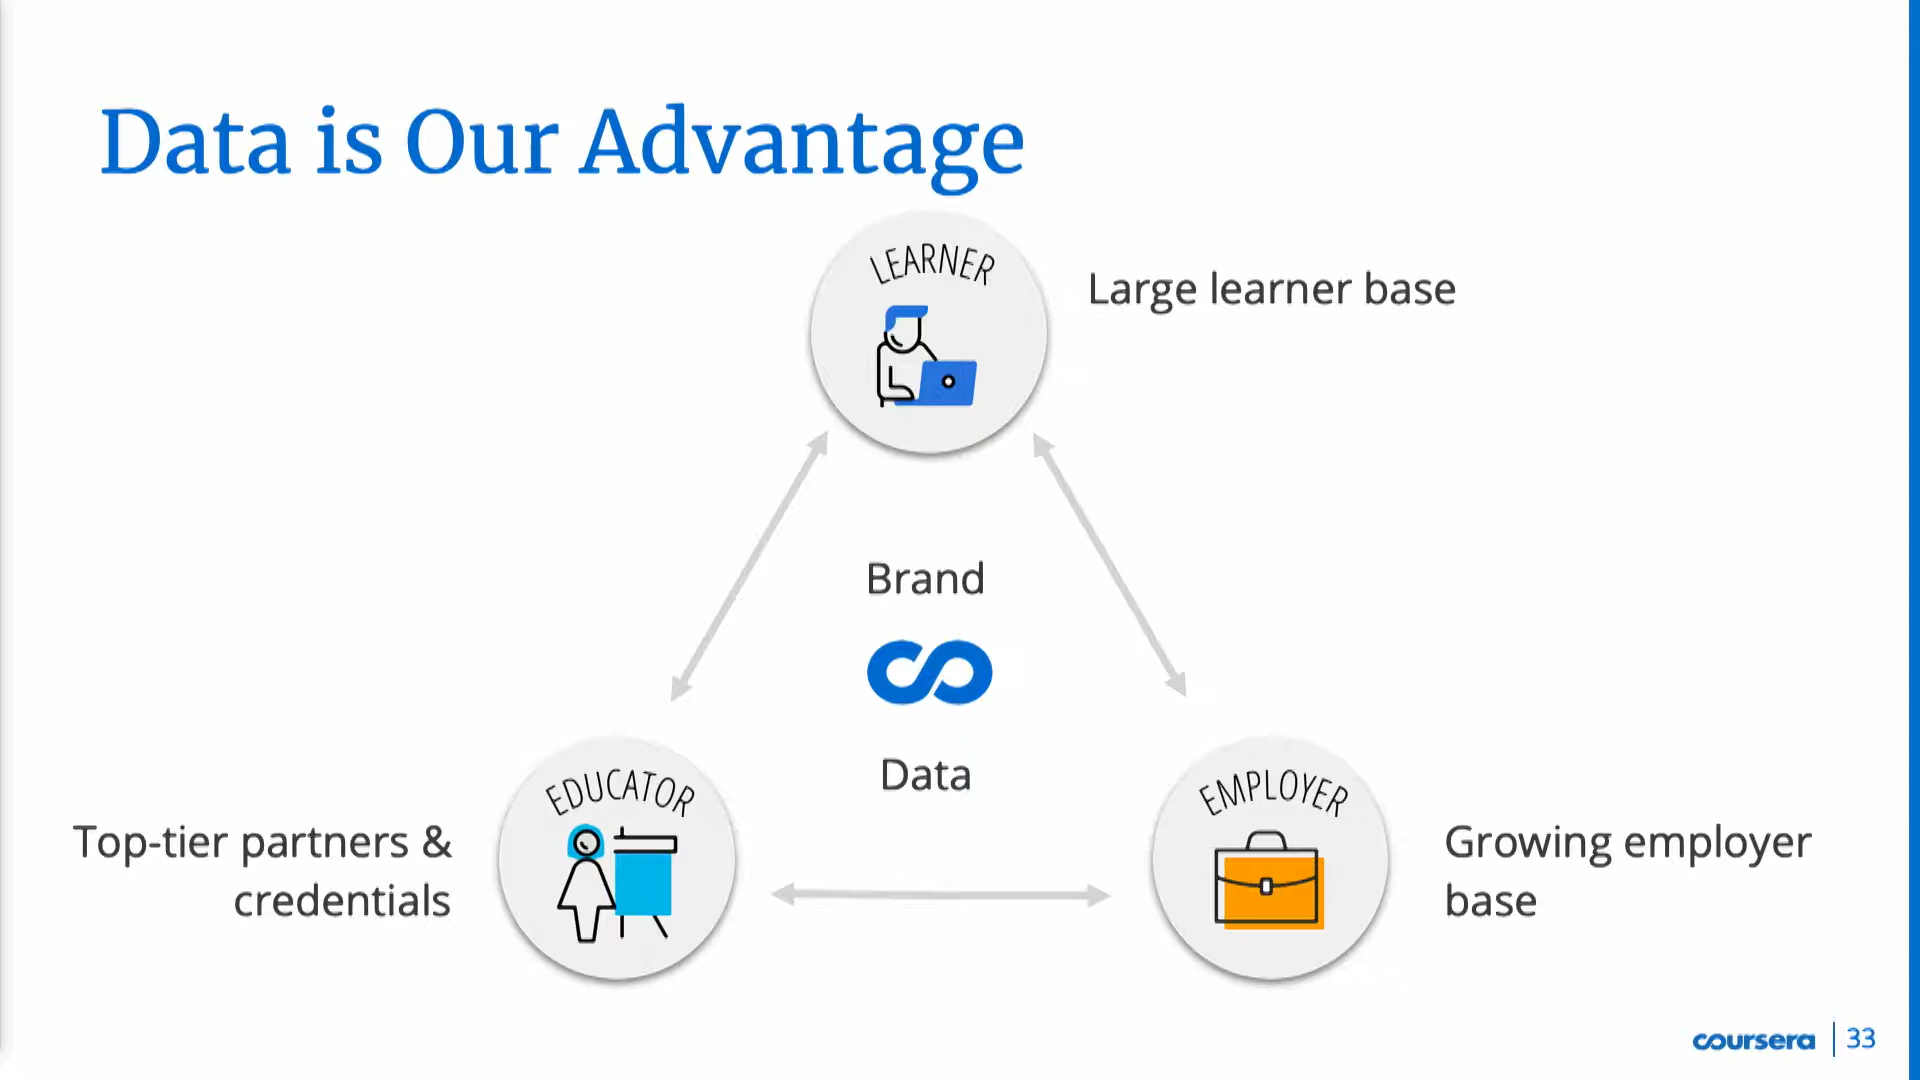 Data is Our Advantage
LEARNER
Large learner base
Brand
Data
EDUCATOR
Top-tier partners &
credentials
EMPLOYER
Growing employer
base
coursera
33